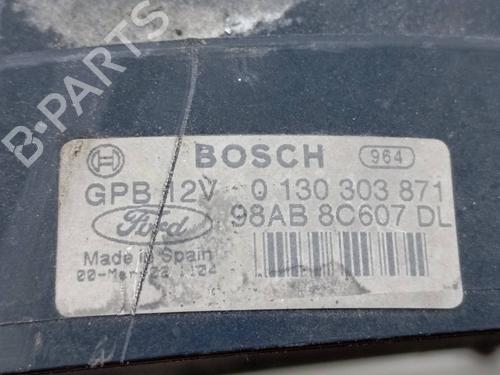 B-PARTS
BOSCH 964
GPB 12V 0 130 303 871
Ford 98AB 8C607 DL
Made in Spain